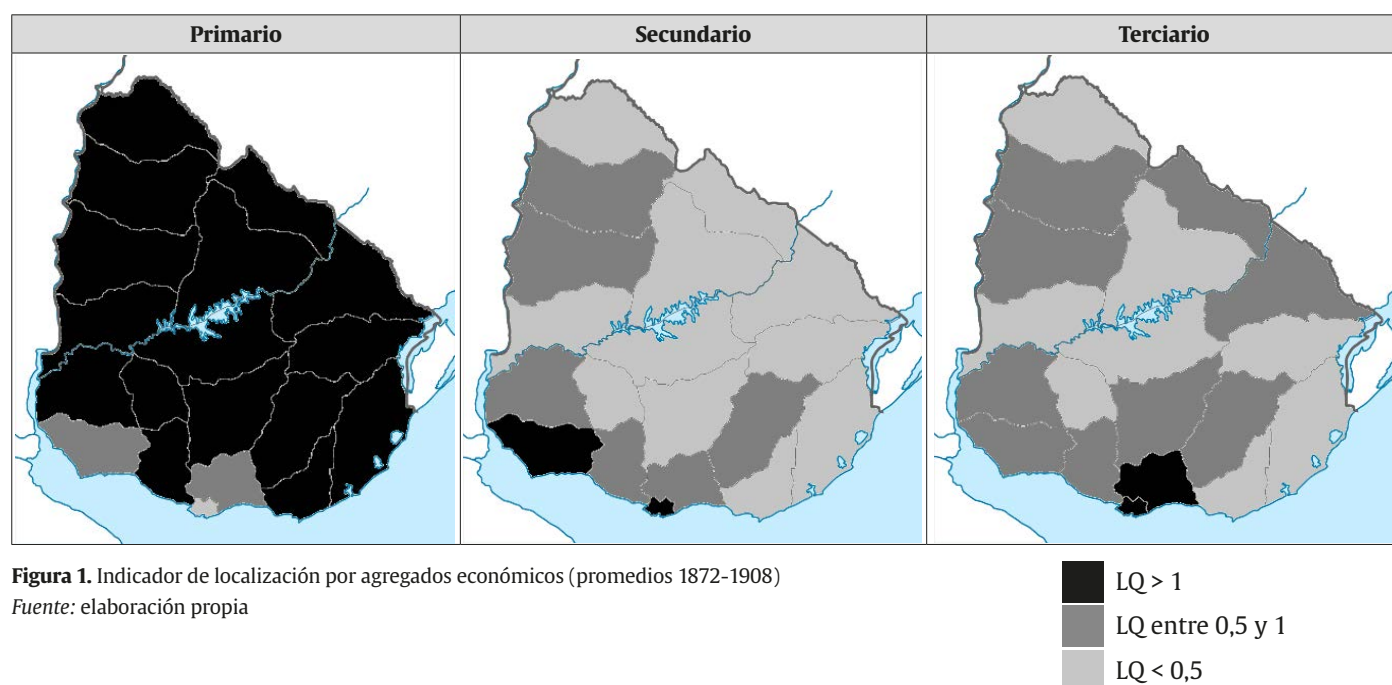 Primario
Secundario
Terciario
Figura 1. Indicador de localización por agregados económicos (promedios 1872-1908)
Fuente: elaboración propia
LQ > 1
LQ entre 0,5 y 1
LQ < 0,5